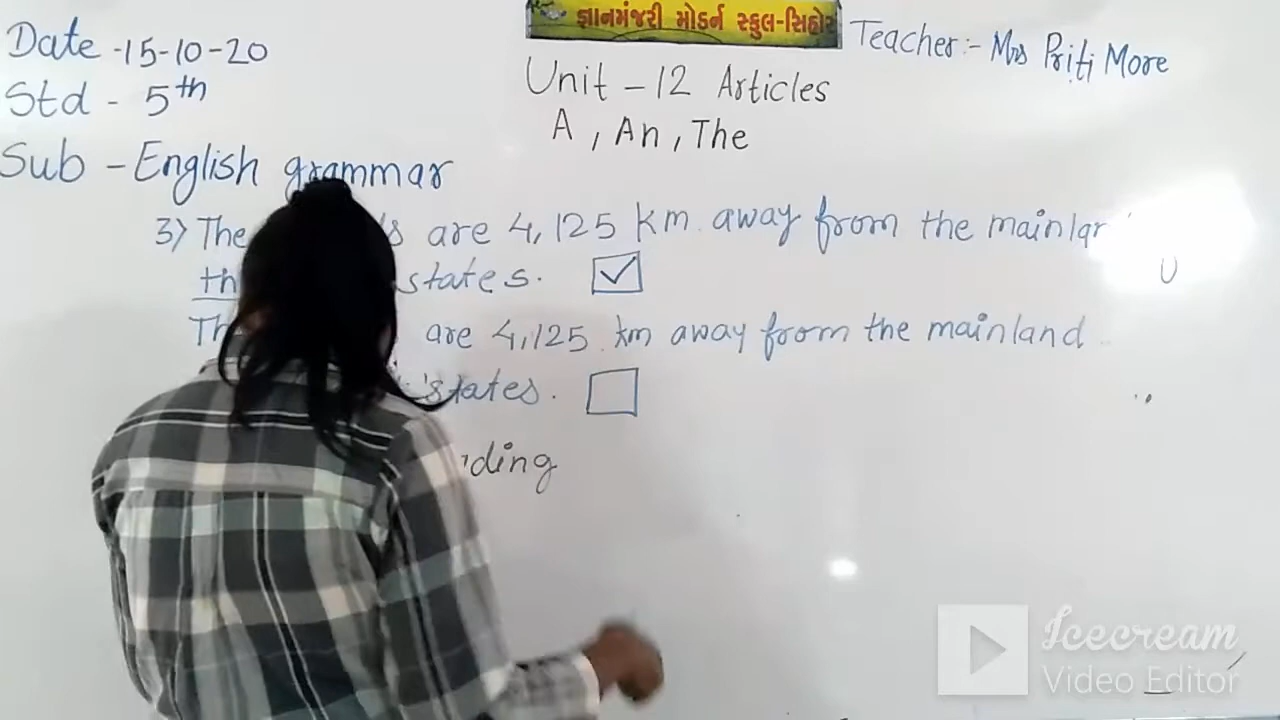 જ્ઞાનમંજરી મોડર્ન સ્કુલ-સિહોર
Date -15-10-20
Teacher:- Mrs Priti More
Std - 5th
Unit - 12 Articles
A, An, The
Sub - English grammar
3) The are 4,125 km away from the
states.
are 4,125 km away from the mainland
states.
Icecream
Video Editor